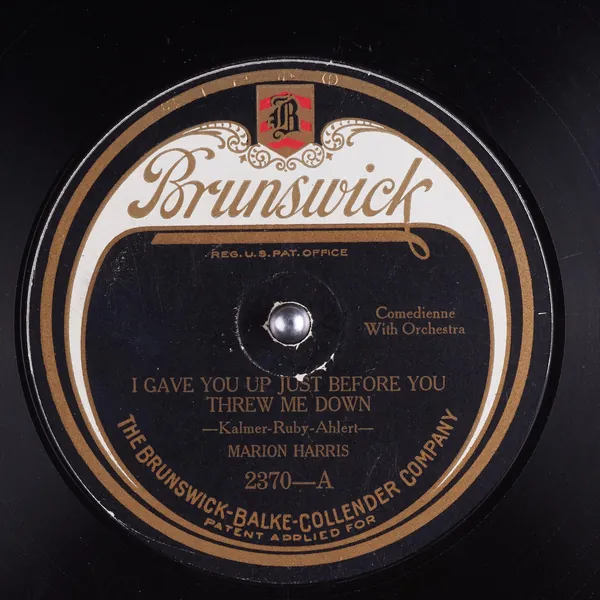 B
Brunswick
REG. U.S. PAT. OFFICE
Comedienne
With Orchestra
I GAVE YOU UP JUST BEFORE YOU
THREW ME DOWN
—Kalmer-Ruby-Ahlert—
MARION HARRIS
2370—A
THE BRUNSWICK-BALKE-COLLENDER COMPANY
PATENT APPLIED FOR